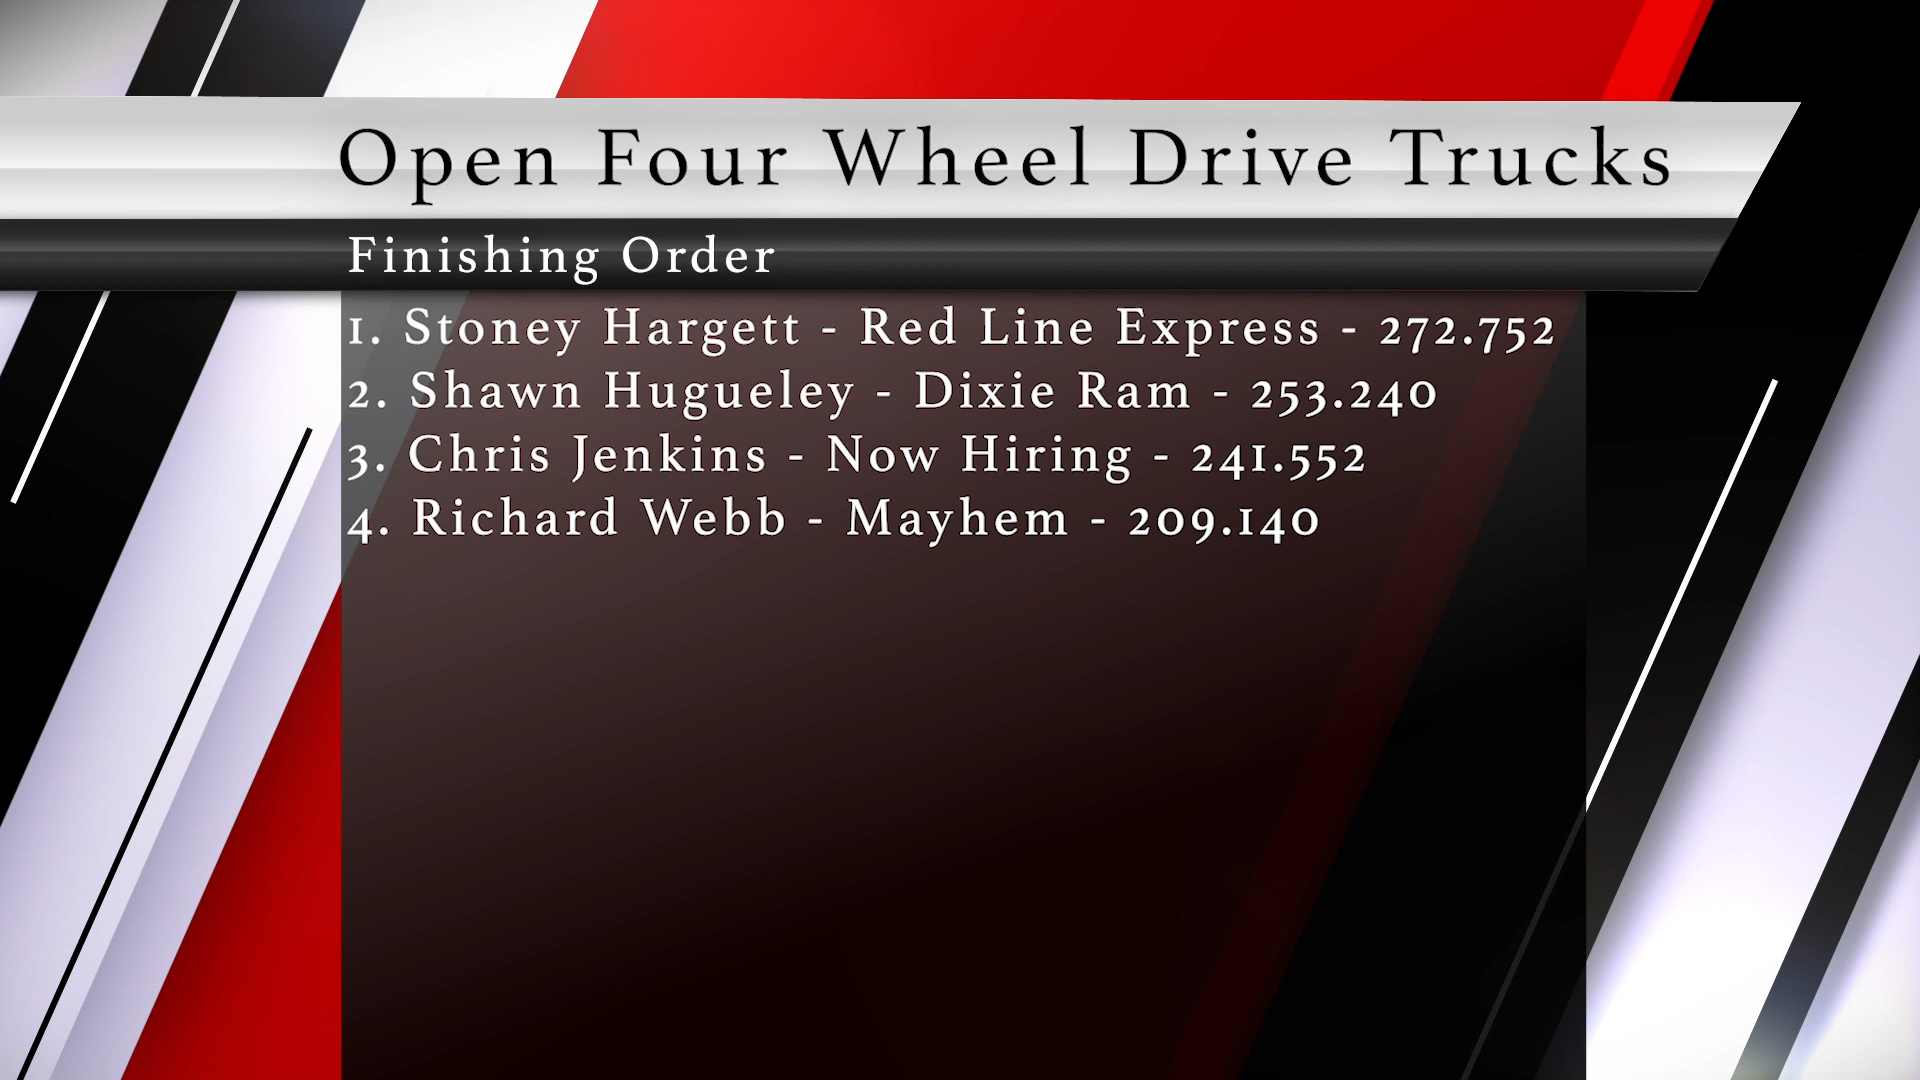 Open Four Wheel Drive Trucks
Finishing Order
1. Stoney Hargett - Red Line Express - 272.752
2. Shawn Hugueley - Dixie Ram - 253.240
3. Chris Jenkins - Now Hiring - 241.552
4. Richard Webb - Mayhem - 209.140